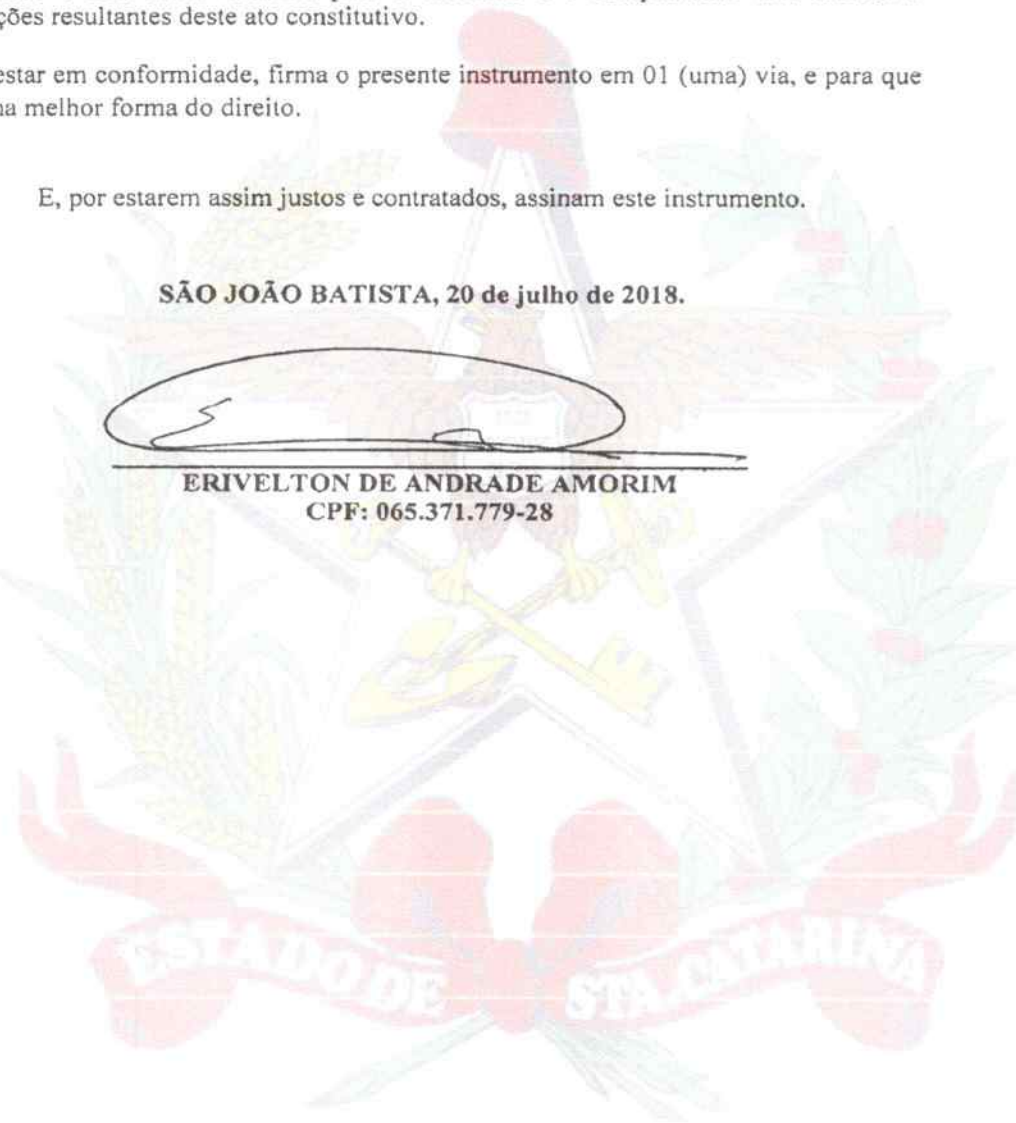 ções resultantes deste ato constitutivo.
estar em conformidade, firma o presente instrumento em 01 (uma) via, e para que
na melhor forma do direito.
E, por estarem assim justos e contratados, assinam este instrumento.
SÃO JOÃO BATISTA, 20 de julho de 2018.
ERIVELTON DE ANDRADE AMORIM
CPF: 065.371.779-28
ESTADO DE STA. CATARINA